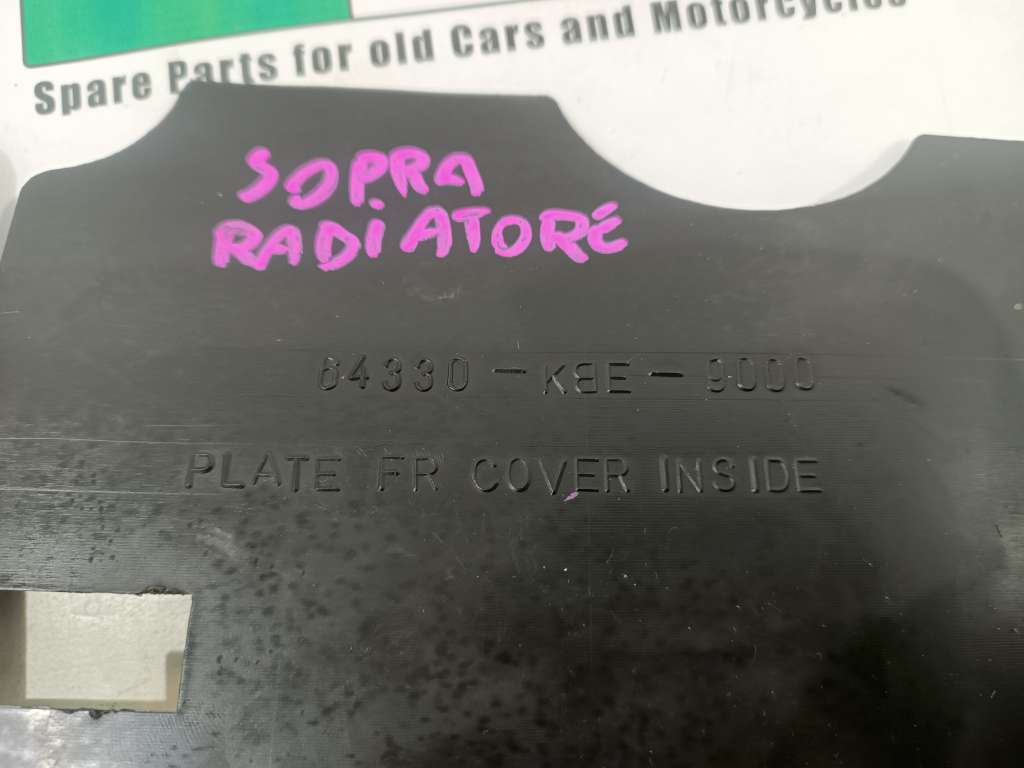 Spare Parts for old Cars and Motorcycles
SOPRA
RADiATORE
64330-KBE-9000
PLATE FR COVER INSIDE